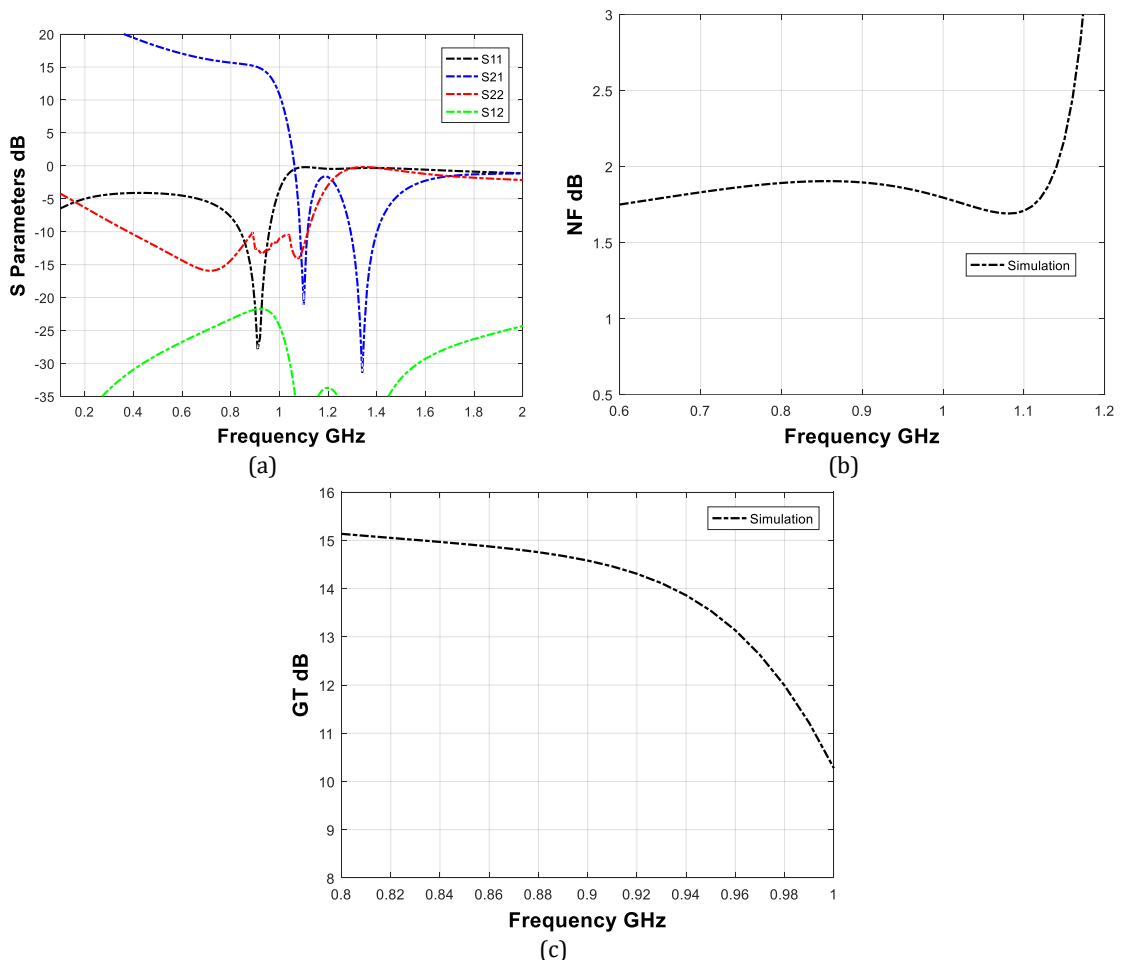 20
15
10
5
0
-5
-10
-15
-20
-25
-30
-35
0.2 0.4 0.6 0.8 1 1.2 1.4 1.6 1.8 2
S Parameters dB
Frequency GHz
S11
S21
S22
S12
(a)
3
2.5
2
1.5
1
0.5
0.6 0.7 0.8 0.9 1 1.1 1.2
NF dB
Frequency GHz
Simulation
(b)
16
15
14
13
12
11
10
9
8
0.8 0.82 0.84 0.86 0.88 0.9 0.92 0.94 0.96 0.98 1
GT dB
Frequency GHz
Simulation
(c)